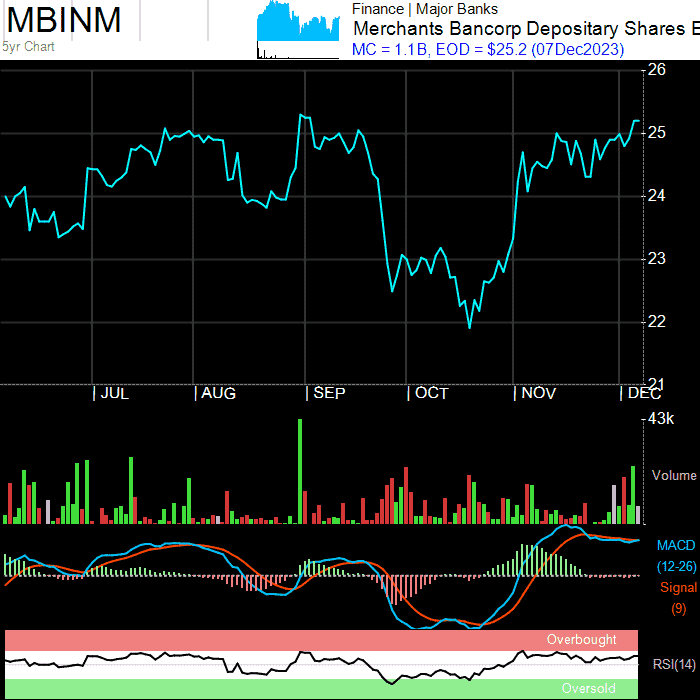 MBINM
5yr Chart
Finance | Major Banks
Merchants Bancorp Depositary Shares E
MC = 1.1B, EOD = $25.2 (07Dec2023)
26
25
24
23
22
21
JUL AUG SEP OCT NOV DEC
43k
Volume
MACD
(12-26)
Signal
(9)
Overbought
RSI(14)
Oversold